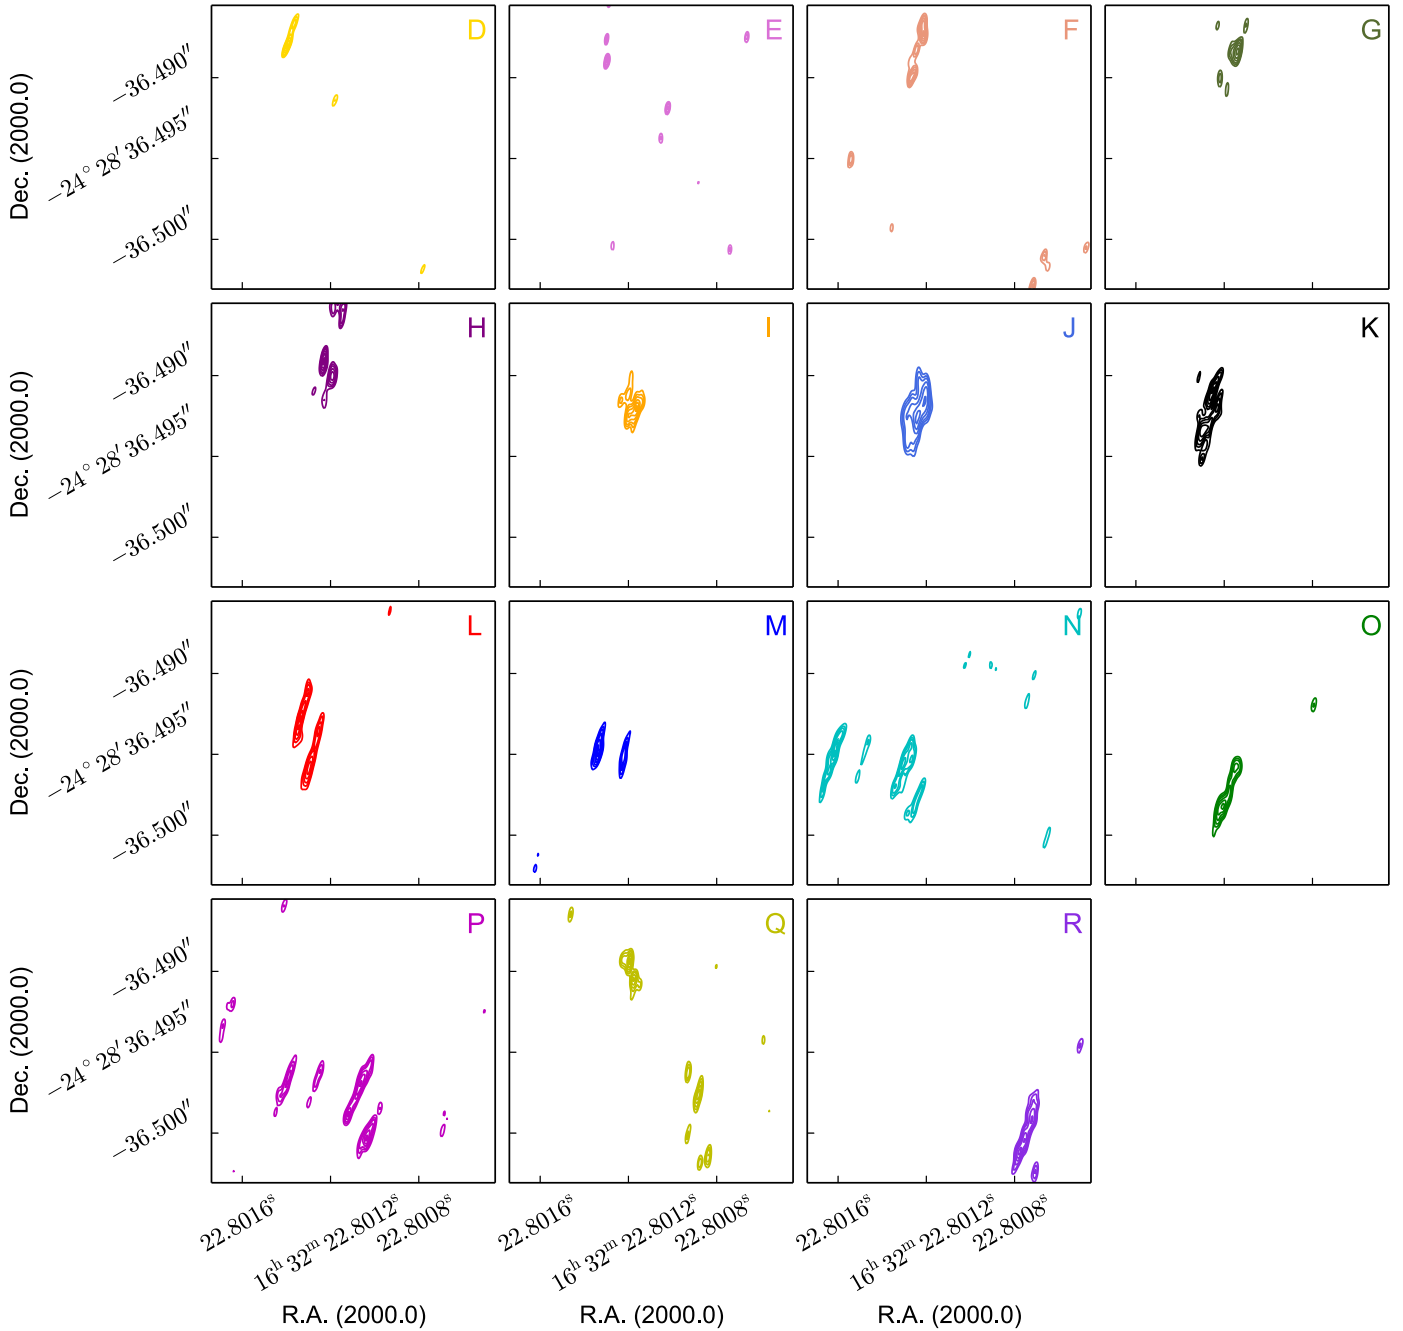 D
E
F
G
Dec. (2000.0)
−36.490″
−24° 28′ 36.495″
−36.500″
H
I
J
K
Dec. (2000.0)
−36.490″
−24° 28′ 36.495″
−36.500″
L
M
N
O
Dec. (2000.0)
−36.490″
−24° 28′ 36.495″
−36.500″
P
Q
R
Dec. (2000.0)
−36.490″
−24° 28′ 36.495″
−36.500″
22.8016ˢ
16ʰ 32ᵐ 22.8012ˢ
22.8008ˢ
22.8016ˢ
16ʰ 32ᵐ 22.8012ˢ
22.8008ˢ
22.8016ˢ
16ʰ 32ᵐ 22.8012ˢ
22.8008ˢ
R.A. (2000.0)
R.A. (2000.0)
R.A. (2000.0)